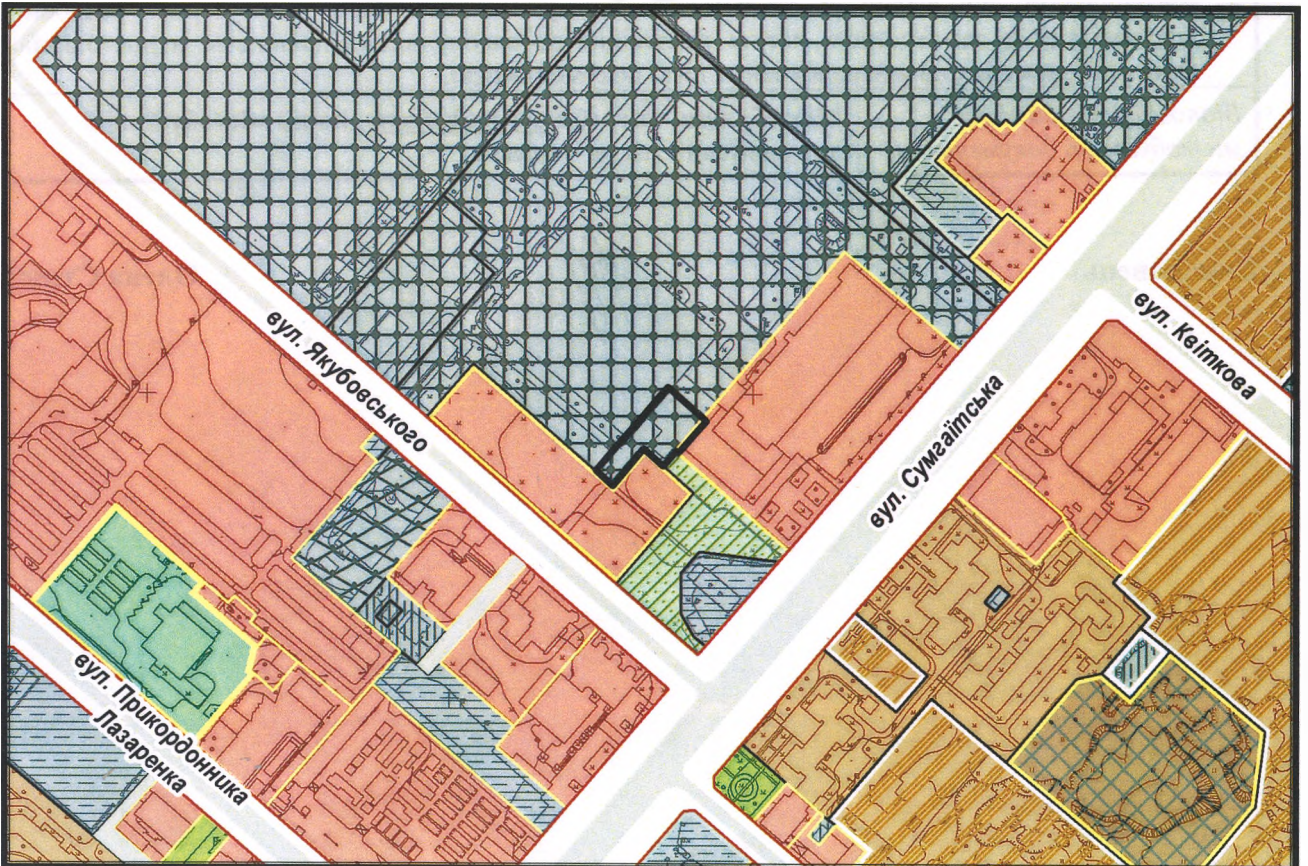 вул. Якубовського
вул. Сумгаїтська
вул. Квіткова
вул. Прикордонника
Лазаренка